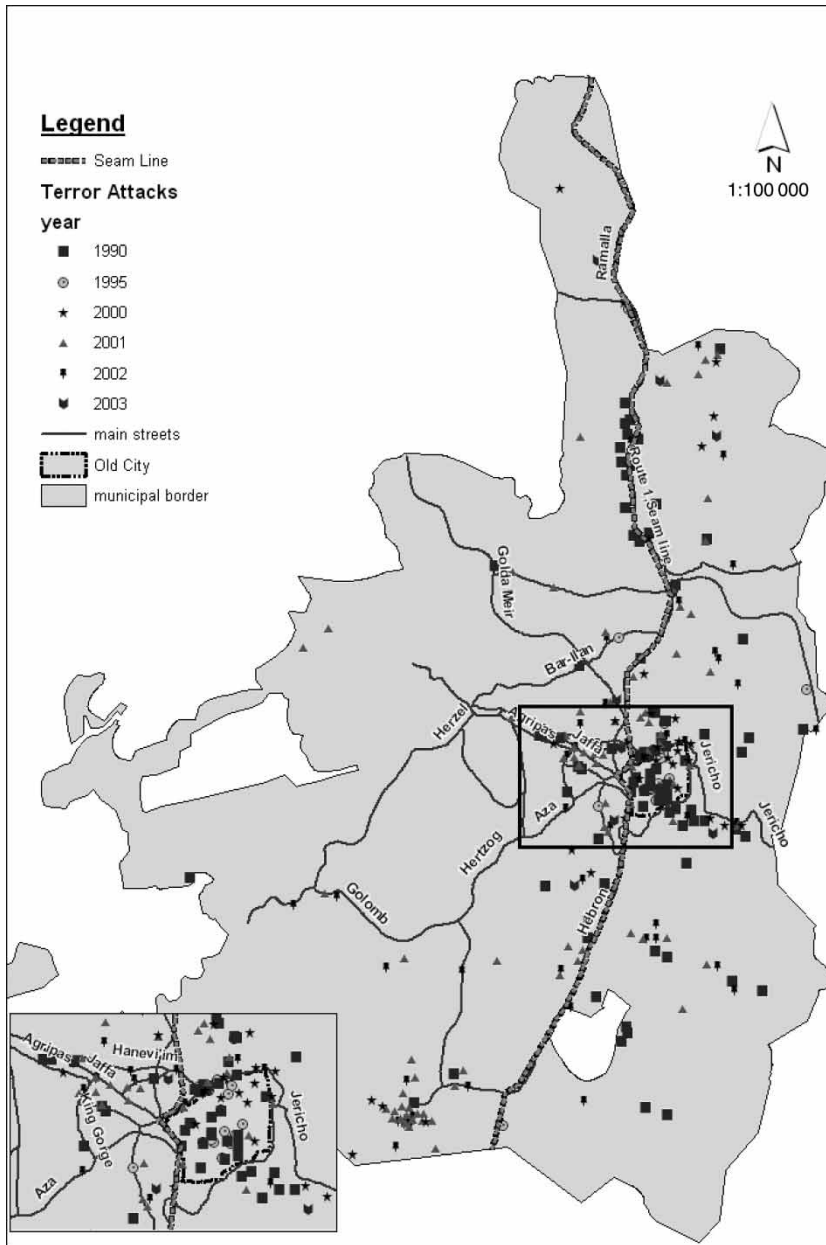 Legend
Seam Line
Terror Attacks
year
1990
1995
2000
2001
2002
2003
main streets
Old City
municipal border
N
1:100 000
Ramalla
Route 1,Seam line
Golda Meir
Bar-Ilan
Herzel
Agripas
Jaffa
Jericho
Jericho
Aza
Hertzog
Golomb
Hebron
Agripas
Jaffa
Hanevi'im
King Gorge
Jericho
Aza